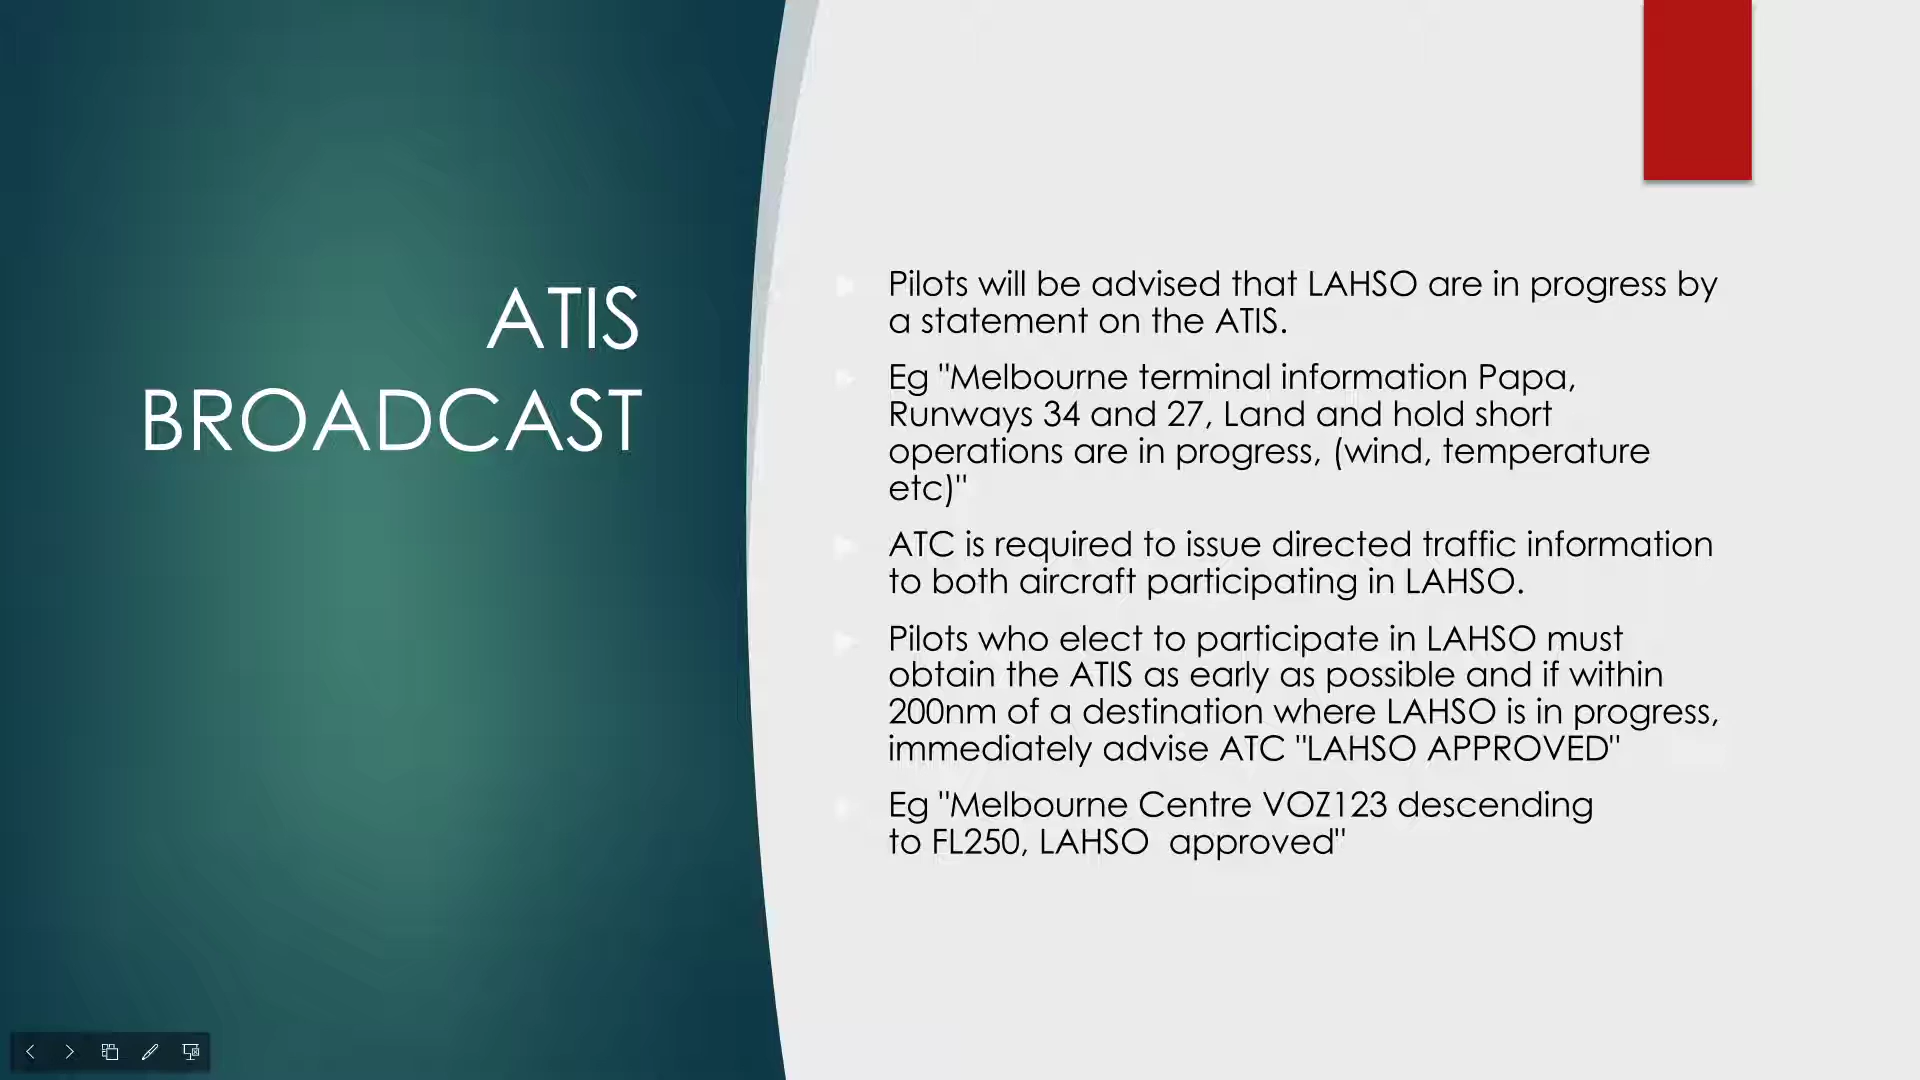 ATIS
BROADCAST
Pilots will be advised that LAHSO are in progress by
a statement on the ATIS.
Eg "Melbourne terminal information Papa,
Runways 34 and 27, Land and hold short
operations are in progress, (wind, temperature
etc)"
ATC is required to issue directed traffic information
to both aircraft participating in LAHSO.
Pilots who elect to participate in LAHSO must
obtain the ATIS as early as possible and if within
200nm of a destination where LAHSO is in progress,
immediately advise ATC "LAHSO APPROVED"
Eg "Melbourne Centre VOZ123 descending
to FL250, LAHSO  approved"